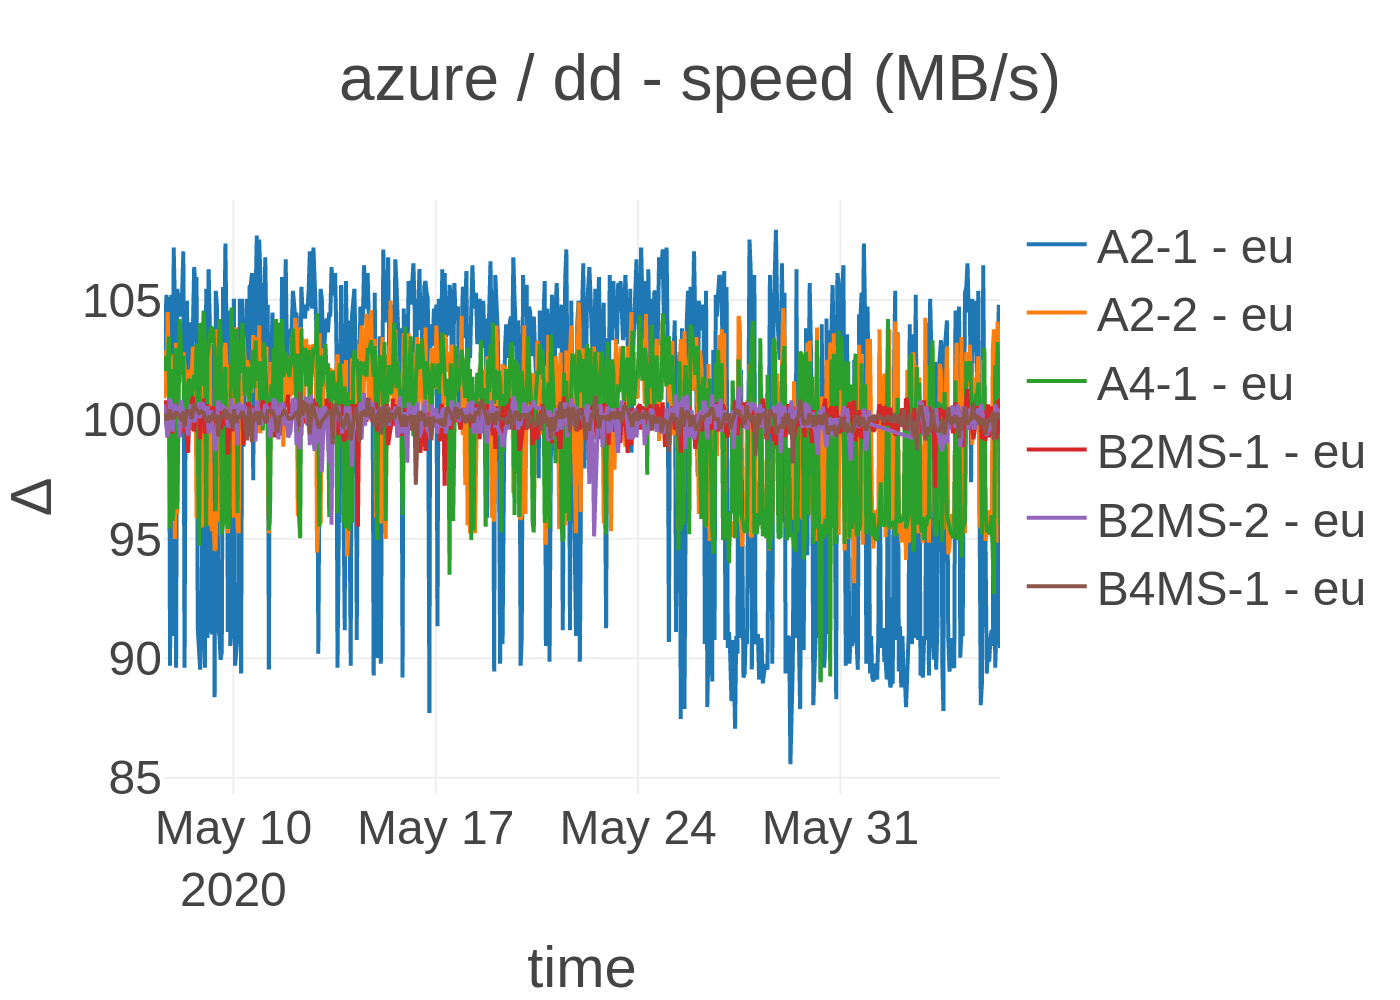 azure / dd - speed (MB/s)
A2-1 - eu
A2-2 - eu
A4-1 - eu
B2MS-1 - eu
B2MS-2 - eu
B4MS-1 - eu
Δ
105
100
95
90
85
May 10
2020
May 17
May 24
May 31
time